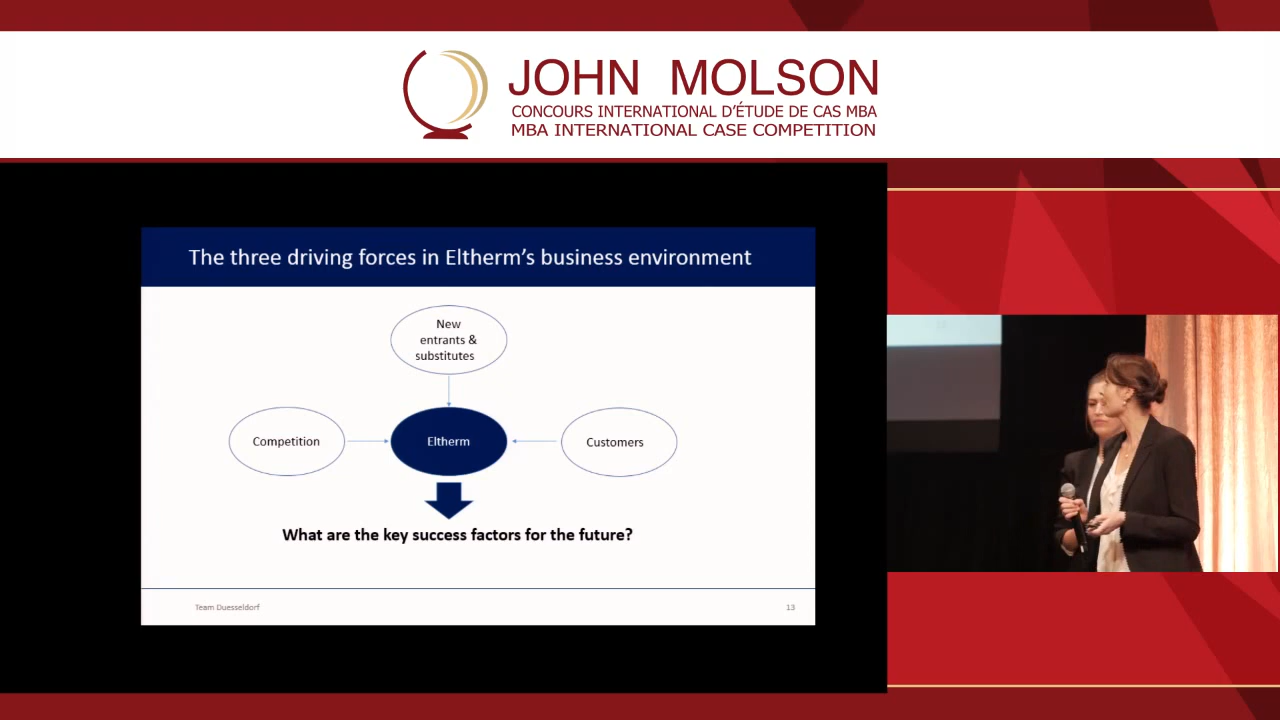 JOHN MOLSON
CONCOURS INTERNATIONAL D'ÉTUDE DE CAS MBA
MBA INTERNATIONAL CASE COMPETITION
The three driving forces in Eltherm's business environment
New
entrants &
substitutes
Competition
Eltherm
Customers
What are the key success factors for the future?
Team Duesseldorf
13